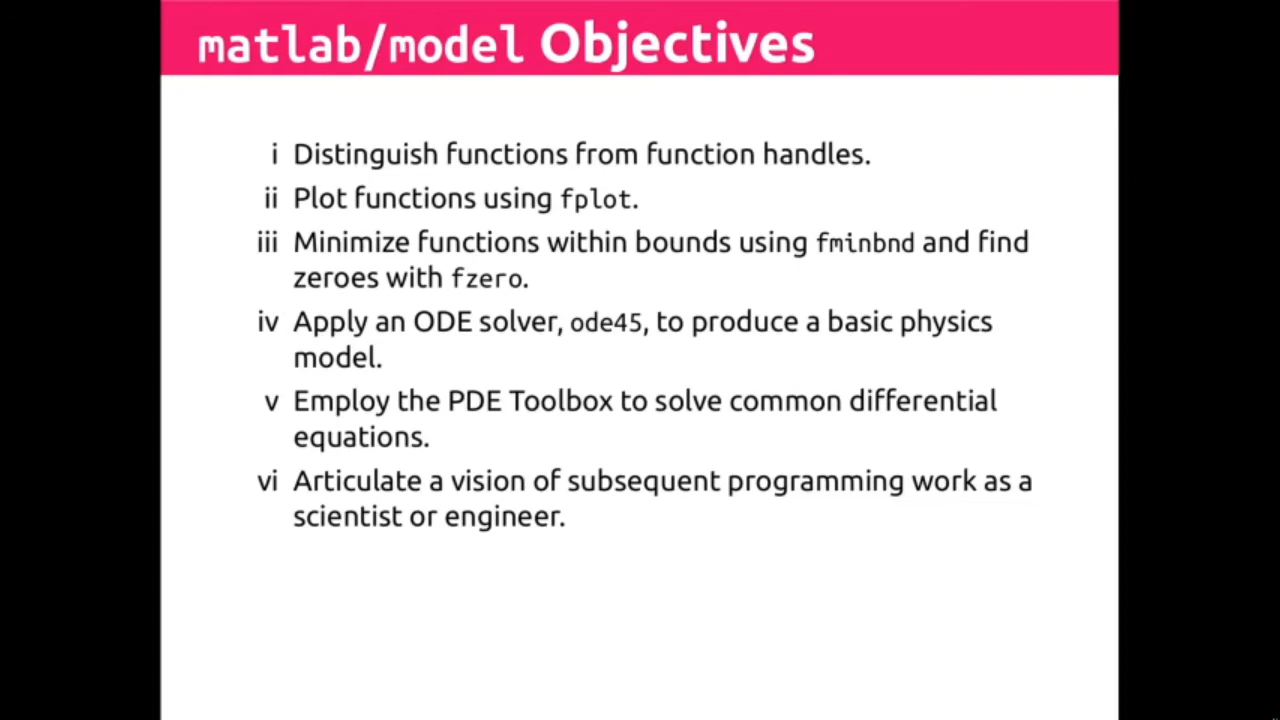 matlab/model Objectives
i Distinguish functions from function handles.
ii Plot functions using fplot.
iii Minimize functions within bounds using fminbnd and find
zeroes with fzero.
iv Apply an ODE solver, ode45, to produce a basic physics
model.
v Employ the PDE Toolbox to solve common differential
equations.
vi Articulate a vision of subsequent programming work as a
scientist or engineer.